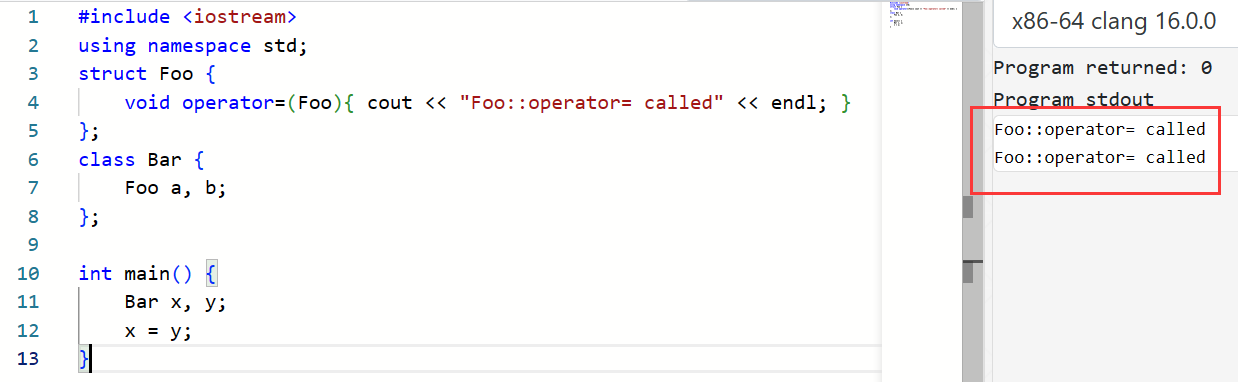 1 #include <iostream>
2 using namespace std;
3 struct Foo {
4     void operator=(Foo){ cout << "Foo::operator= called" << endl; }
5 };
6 class Bar {
7     Foo a, b;
8 };
9
10 int main() {
11     Bar x, y;
12     x = y;
13 }
x86-64 clang 16.0.0
Program returned: 0
Program stdout
Foo::operator= called
Foo::operator= called